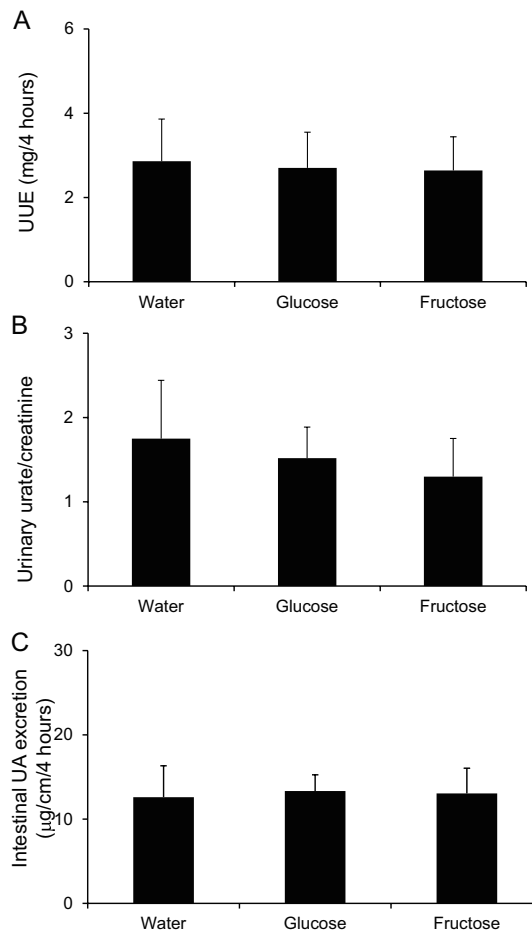 A
UUE (mg/4 hours)
6
4
2
0
Water Glucose Fructose
B
Urinary urate/creatinine
3
2
1
0
Water Glucose Fructose
C
Intestinal UA excretion
(μg/cm/4 hours)
30
20
10
0
Water Glucose Fructose